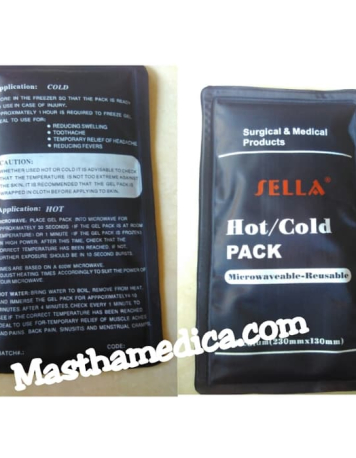 Application: COLD
STORE IN THE FREEZER SO THAT THE PACK IS READY
USE IN CASE OF INJURY.
APPROXIMATELY 1 HOUR IS REQUIRED TO FREEZE GEL
IDEAL TO USE FOR:
REDUCING SWELLING
TOOTHACHE
TEMPORARY RELIEF OF HEADACHE
REDUCING FEVERS
CAUTION:
WHETHER USED HOT OR COLD IT IS ADVISABLE TO CHECK
THAT THE TEMPERATURE IS NOT TOO EXTREME AGAINST
THE SKIN. IT IS RECOMMENDED THAT THE GEL PACK IS
WRAPPED IN CLOTH BEFORE APPLYING TO SKIN.
Application: HOT
MICROWAVE. PLACE GEL PACK INTO MICROWAVE FOR
APPROXIMATELY 30 SECONDS (IF THE GEL PACK IS AT ROOM
TEMPERATURE) OR 1 MINUTE (IF THE GEL PACK IS FROZEN)
ON HIGH POWER. AFTER THIS TIME, CHECK THAT THE
CORRECT TEMPERATURE HAS BEEN REACHED. IF NOT,
FURTHER EXPOSURE SHOULD BE IN 10 SECOND BURSTS.
TIMES ARE BASED ON A 600W MICROWAVE.
ADJUST HEATING TIMES ACCORDINGLY TO SUIT THE POWER OF
YOUR MICROWAVE.
HOT WATER: BRING WATER TO BOIL, REMOVE FROM HEAT,
AND IMMERSE THE GEL PACK FOR APPROXIMATELY 10
MINUTES. AFTER 4 MINUTES, CHECK EVERY 1 MINUTE TO
SEE IF THE CORRECT TEMPERATURE HAS BEEN REACHED.
IDEAL TO USE FOR-TEMPORARY RELIEF OF MUSCLE ACHES
AND PAINS, BACK PAIN, SINUSITIS AND MENSTRUAL CRAMPS.
BATCH#: CODE:
Surgical & Medical
Products
SELLA®
Hot/Cold
PACK
Microwaveable-Reusable
(230mmx130mm)
Masthamedica.com